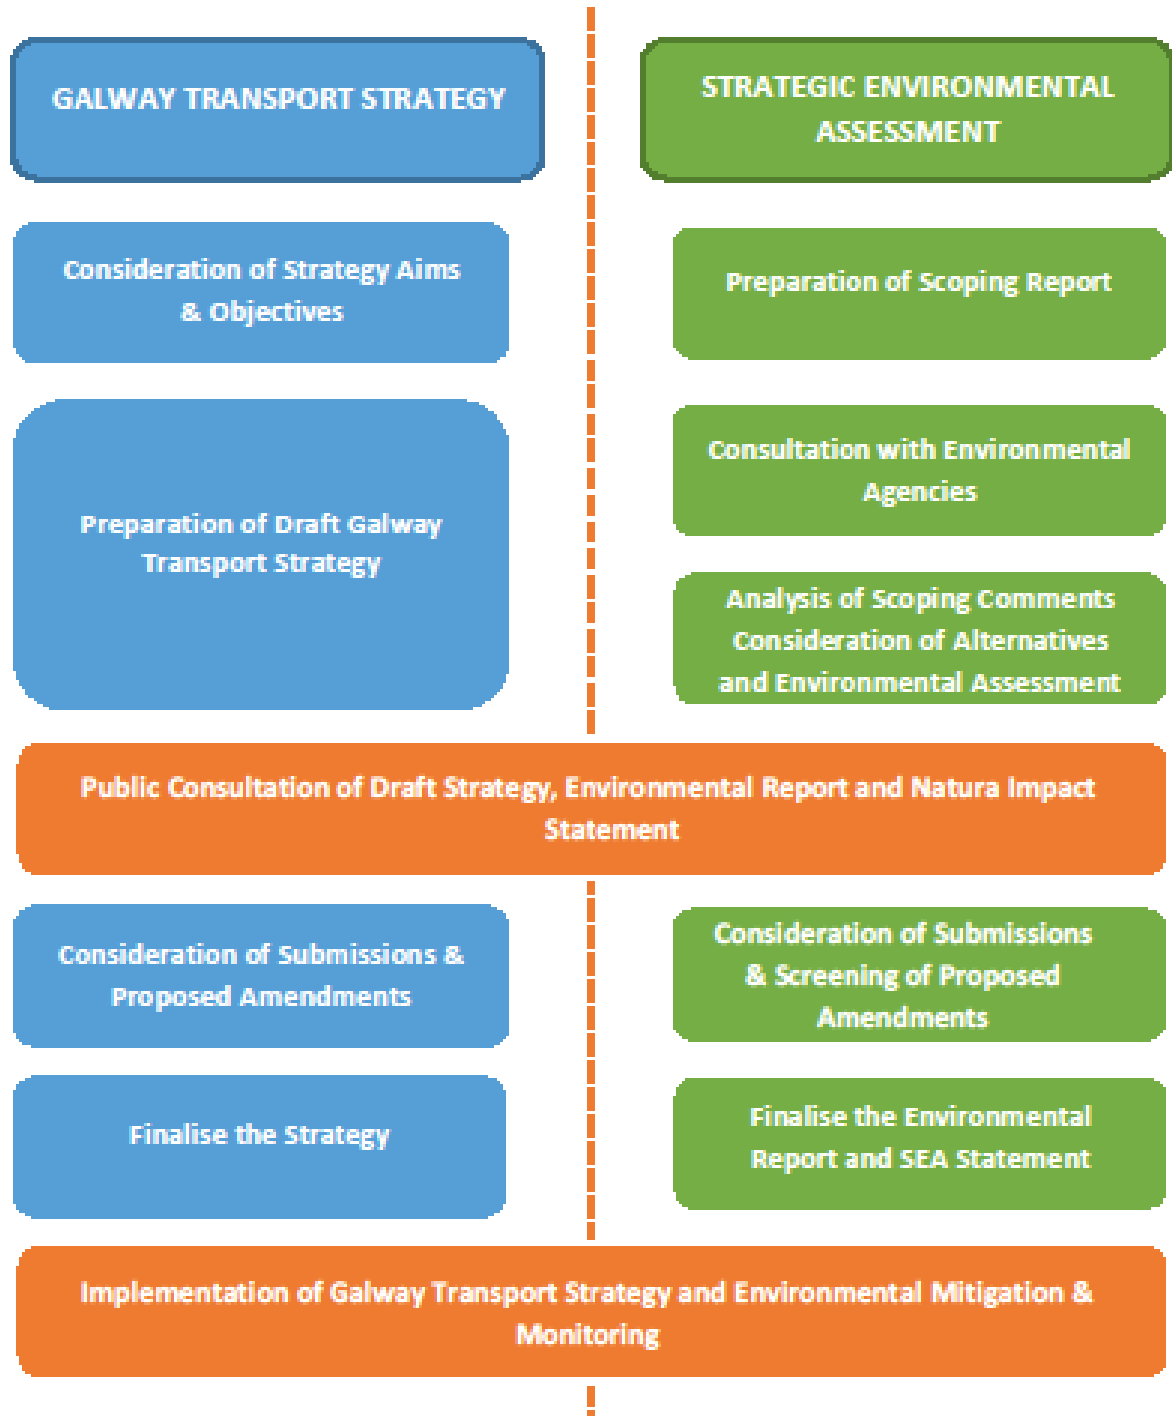 GALWAY TRANSPORT STRATEGY
STRATEGIC ENVIRONMENTAL
ASSESSMENT
Consideration of Strategy Aims
& Objectives
Preparation of Scoping Report
Preparation of Draft Galway
Transport Strategy
Consultation with Environmental
Agencies
Analysis of Scoping Comments
Consideration of Alternatives
and Environmental Assessment
Public Consultation of Draft Strategy, Environmental Report and Natura Impact
Statement
Consideration of Submissions &
Proposed Amendments
Consideration of Submissions
& Screening of Proposed
Amendments
Finalise the Strategy
Finalise the Environmental
Report and SEA Statement
Implementation of Galway Transport Strategy and Environmental Mitigation &
Monitoring